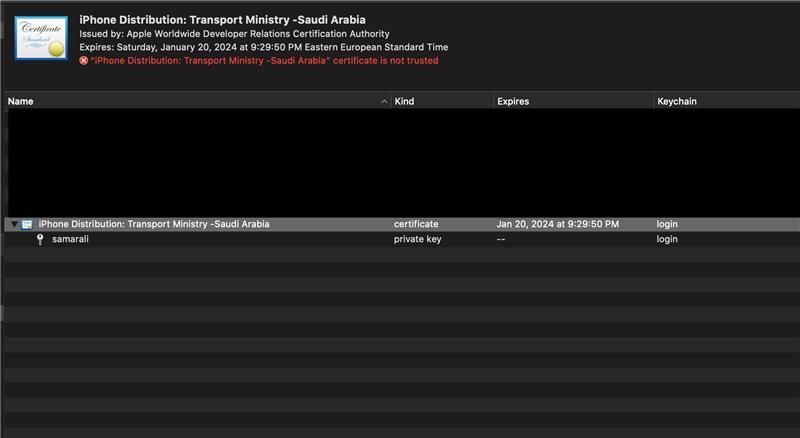 iPhone Distribution: Transport Ministry -Saudi Arabia
Issued by: Apple Worldwide Developer Relations Certification Authority
Expires: Saturday, January 20, 2024 at 9:29:50 PM Eastern European Standard Time
"iPhone Distribution: Transport Ministry -Saudi Arabia" certificate is not trusted
Name Kind Expires Keychain
iPhone Distribution: Transport Ministry -Saudi Arabia certificate Jan 20, 2024 at 9:29:50 PM login
samarali private key -- login